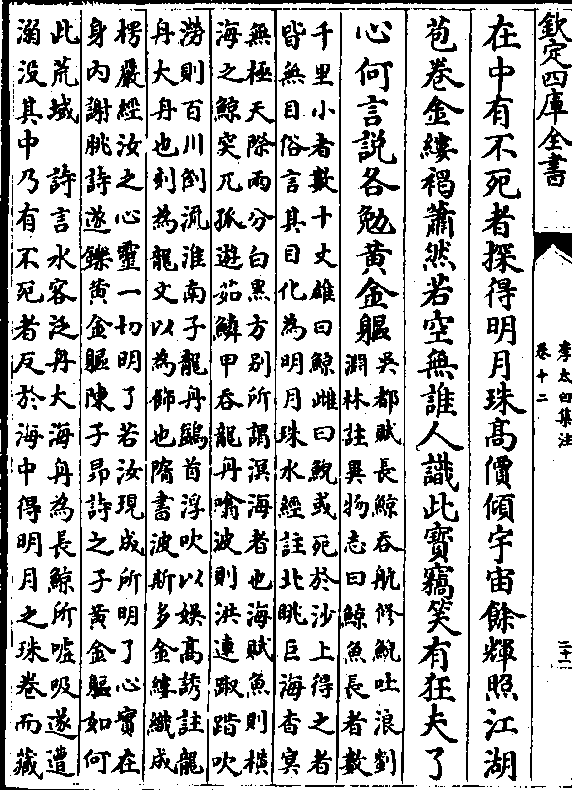 欽定四庫全書
李太白集注
卷十二
在中有不死者探得明月珠髙價傾宇宙餘輝照江湖
苞卷金縷褐蕭然若空無誰人識此寶竊笑有狂夫了
心何言說各勉黄金軀
吳都賦長鯨吞航修鯢吐浪劉
淵林註異物志曰鯨魚長者數
千里小者數十丈雄曰鯨雌曰鯢或死於沙上得之者
皆無目俗言其目化為明月珠水經註北眺巨海杳冥
無極天際兩分白黑方别所謂溟海者也海賦魚則橫
海之鯨突兀孤遊茹鱗甲吞龍舟噏波則洪連踧踖吹
澇則百川倒流淮南子龍舟鷁首浮吹以娯高誘註龍
舟大舟也刻為龍文以為飾也隋書波斯多金縷織成
楞嚴經汝之心靈一切明了若汝現成所明了心實在
身内謝朓詩遂鑠黄金軀陳子昂詩之子黄金軀如何
此荒域　詩言水客泛舟大海舟為長鯨所噓吸遂遭
溺没其中乃有不死者反於海中得明月之珠卷而藏